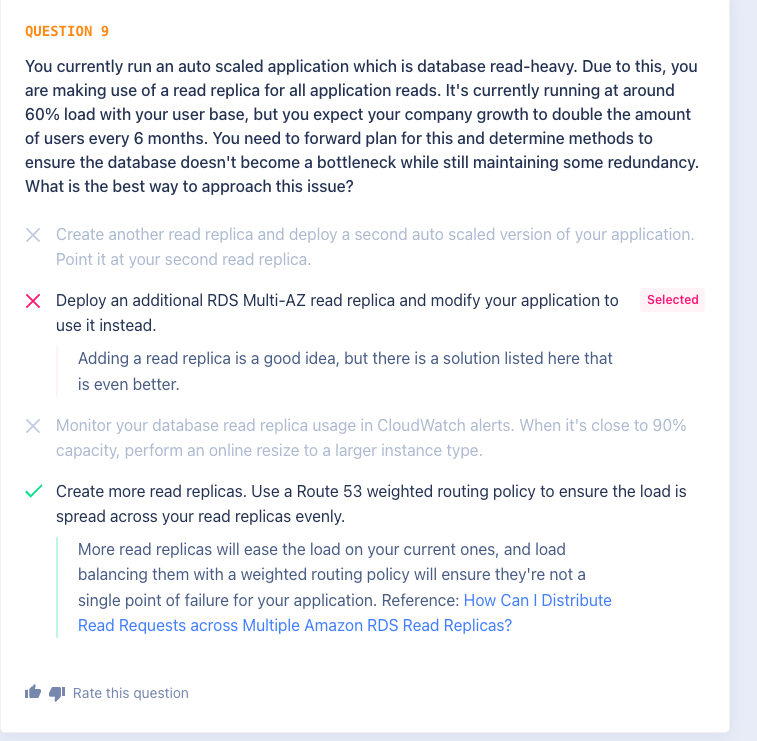 QUESTION 9
You currently run an auto scaled application which is database read-heavy. Due to this, you
are making use of a read replica for all application reads. It's currently running at around
60% load with your user base, but you expect your company growth to double the amount
of users every 6 months. You need to forward plan for this and determine methods to
ensure the database doesn't become a bottleneck while still maintaining some redundancy.
What is the best way to approach this issue?
Create another read replica and deploy a second auto scaled version of your application.
Point it at your second read replica.
Deploy an additional RDS Multi-AZ read replica and modify your application to
use it instead.
Selected
Adding a read replica is a good idea, but there is a solution listed here that
is even better.
Monitor your database read replica usage in CloudWatch alerts. When it's close to 90%
capacity, perform an online resize to a larger instance type.
Create more read replicas. Use a Route 53 weighted routing policy to ensure the load is
spread across your read replicas evenly.
More read replicas will ease the load on your current ones, and load
balancing them with a weighted routing policy will ensure they're not a
single point of failure for your application. Reference: How Can I Distribute
Read Requests across Multiple Amazon RDS Read Replicas?
Rate this question